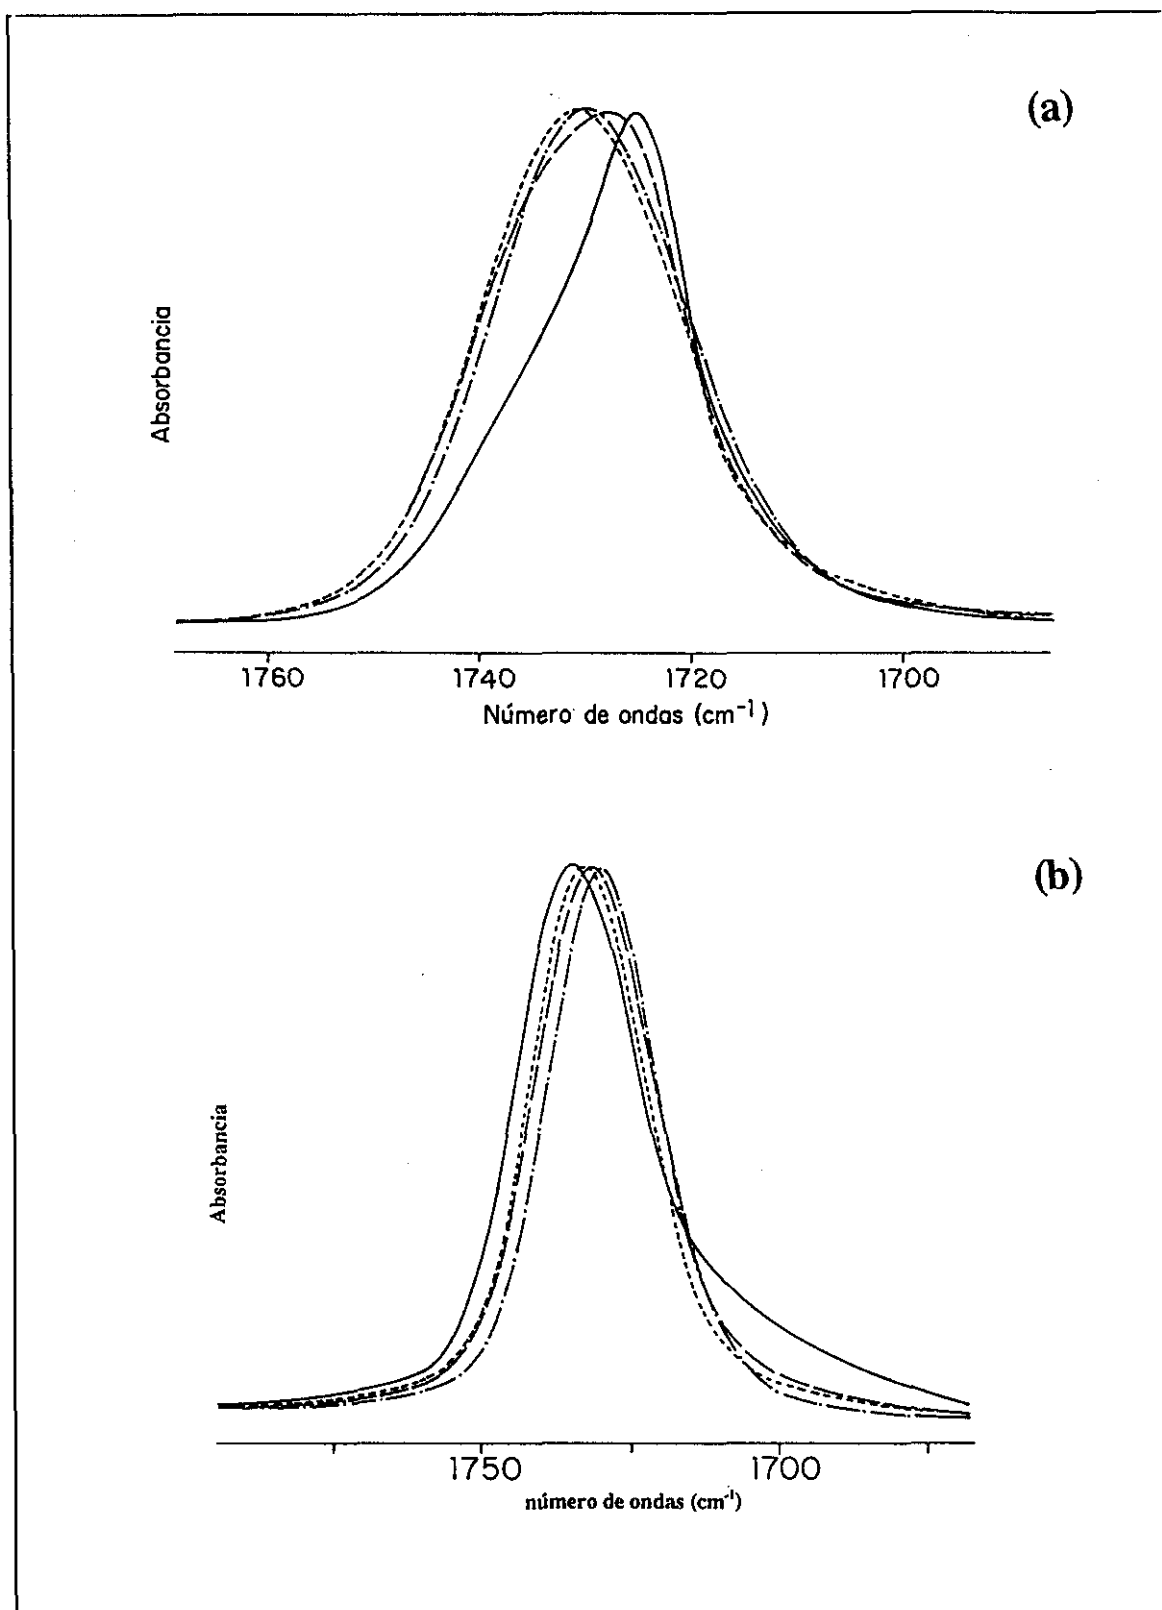 (a)
Absorbancia
1760 1740 1720 1700
Número de ondas (cm⁻¹)
(b)
Absorbancia
1750 1700
número de ondas (cm⁻¹)